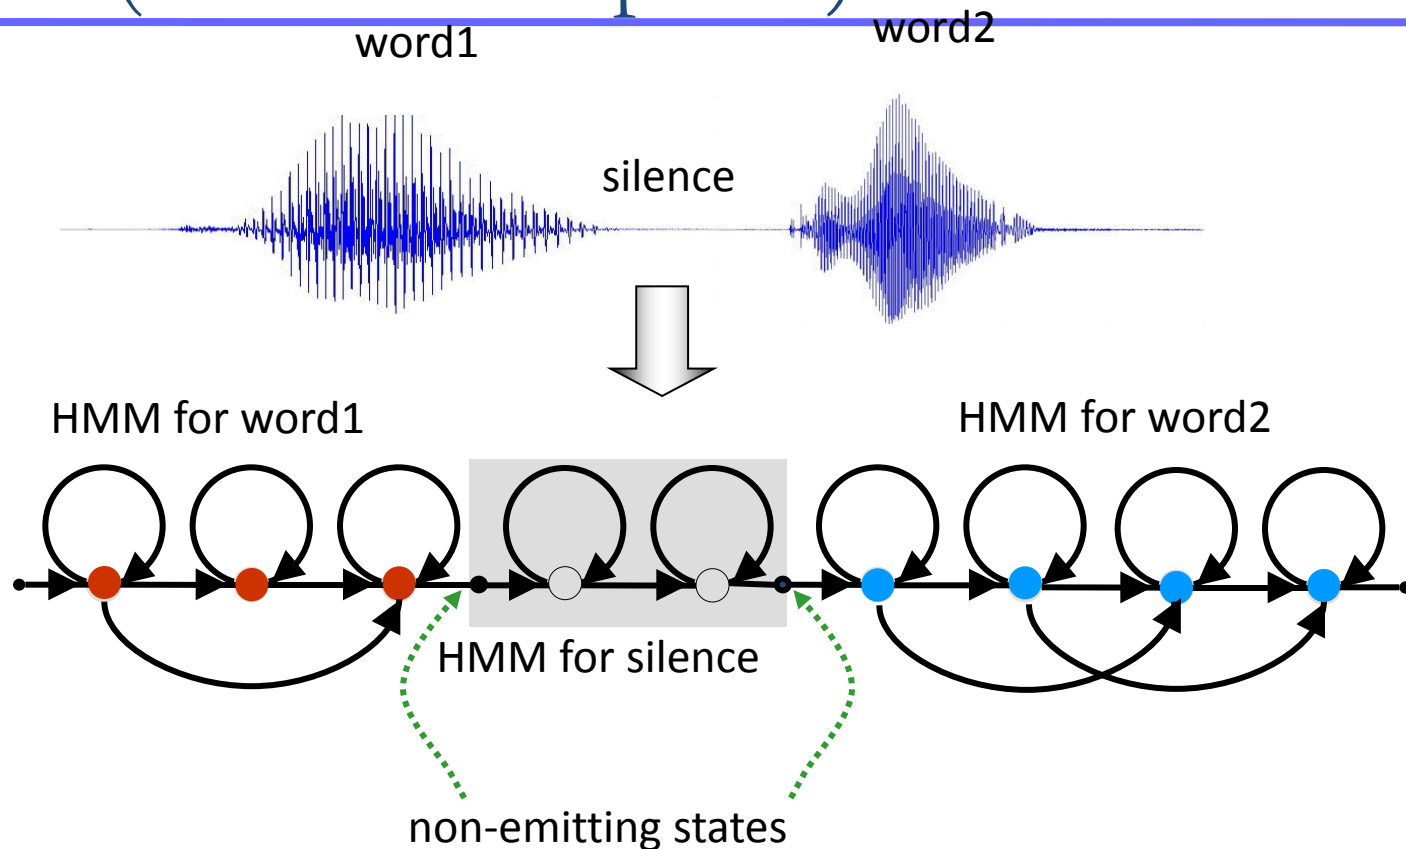 word1
word2
silence
HMM for word1
HMM for word2
HMM for silence
non-emitting states